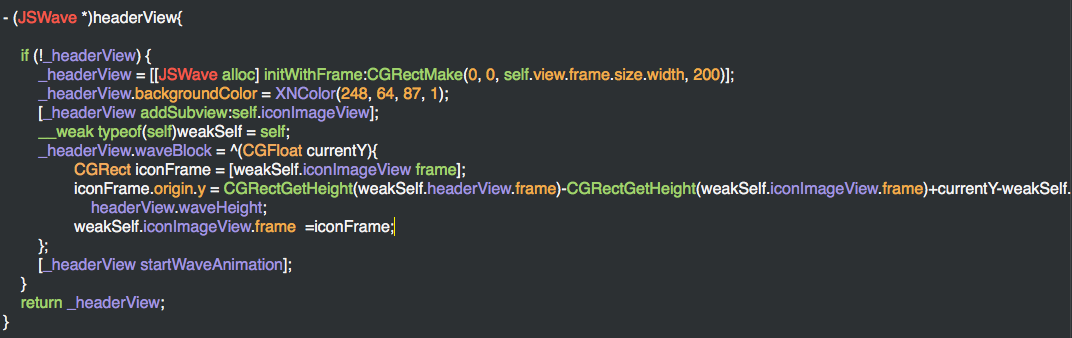 - (JSWave *)headerView{
if (!_headerView) {
_headerView = [[JSWave alloc] initWithFrame:CGRectMake(0, 0, self.view.frame.size.width, 200)];
_headerView.backgroundColor = XNColor(248, 64, 87, 1);
[_headerView addSubview:self.iconImageView];
__weak typeof(self)weakSelf = self;
_headerView.waveBlock = ^(CGFloat currentY){
CGRect iconFrame = [weakSelf.iconImageView frame];
iconFrame.origin.y = CGRectGetHeight(weakSelf.headerView.frame)-CGRectGetHeight(weakSelf.iconImageView.frame)+currentY-weakSelf.
headerView.waveHeight;
weakSelf.iconImageView.frame  =iconFrame;
};
[_headerView startWaveAnimation];
}
return _headerView;
}